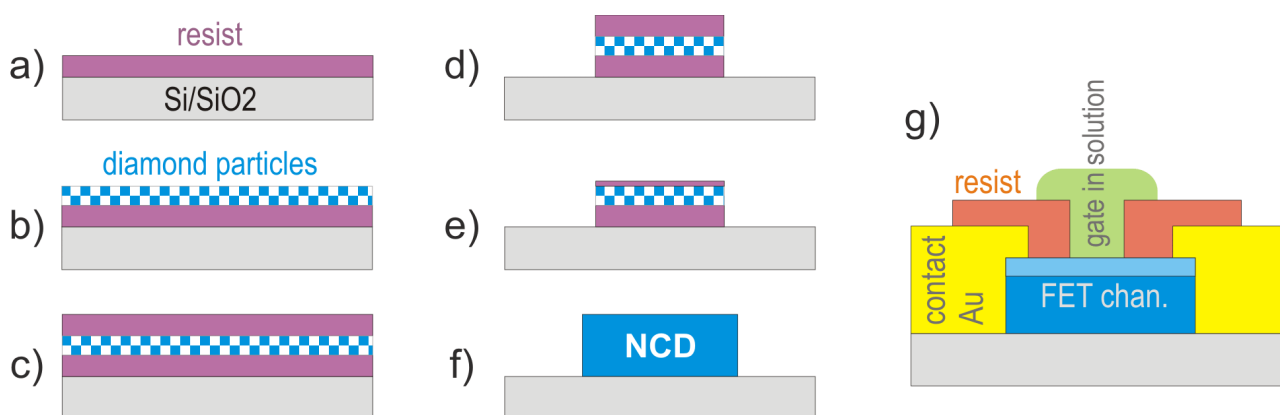 a)
resist
Si/SiO2
b)
diamond particles
c)
d)
e)
f)
NCD
g)
gate in solution
resist
contact
Au
FET chan.